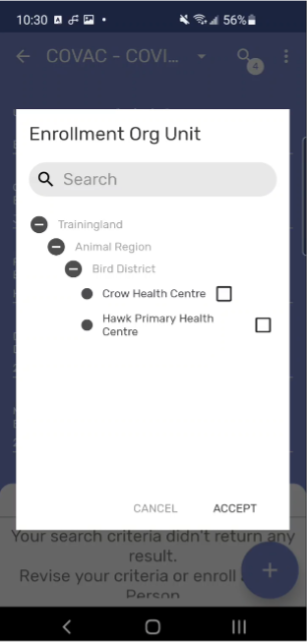 10:30
56%
COVAC - COVI...
4
Enrollment Org Unit
Search
Trainingland
Animal Region
Bird District
Crow Health Centre
Hawk Primary Health
Centre
CANCEL ACCEPT
Your search criteria didn't return any
result.
Revise your criteria or enroll
Person